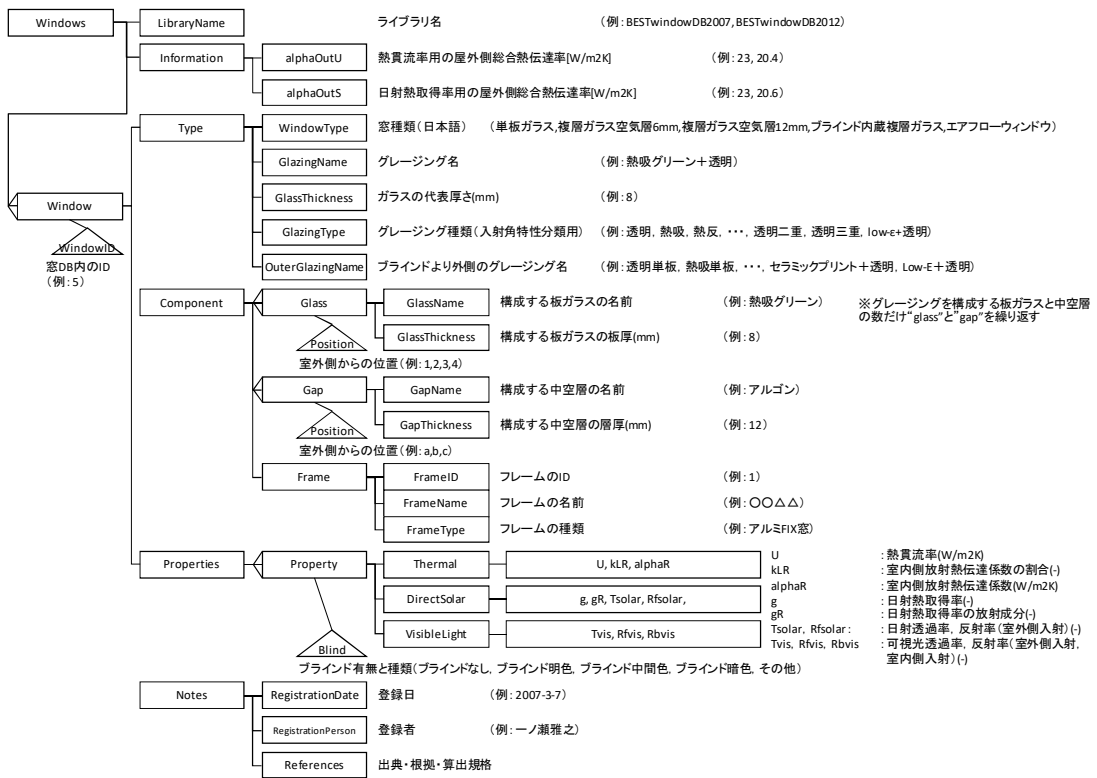 Windows LibraryName ライブラリ名 （例：BESTwindowDB2007,BESTwindowDB2012）
Information alphaOutU 熱貫流率用の屋外側総合熱伝達率[W/m2K] （例：23, 20.4）
alphaOutS 日射熱取得率用の屋外側総合熱伝達率[W/m2K] （例：23, 20.6）
Type WindowType 窓種類（日本語） （単板ガラス,複層ガラス空気層6mm,複層ガラス空気層12mm,ブラインド内蔵複層ガラス,エアフローウィンドウ）
GlazingName グレージング名 （例：熱吸グリーン＋透明）
Window GlassThickness ガラスの代表厚さ(mm) （例：8）
GlazingType グレージング種類（入射角特性分類用） （例：透明，熱吸，熱反，・・・，透明二重，透明三重，low-ε+透明）
WindowID
窓DB内のID
（例：5）
OuterGlazingName ブラインドより外側のグレージング名 （例：透明単板，熱吸単板，・・・，セラミックプリント＋透明，Low-E＋透明）
Component Glass GlassName 構成する板ガラスの名前 （例：熱吸グリーン）
※グレージングを構成する板ガラスと中空層
の数だけ“glass”と”gap”を繰り返す
Position GlassThickness 構成する板ガラスの板厚(mm) （例：8）
室外側からの位置（例：1,2,3,4）
Gap GapName 構成する中空層の名前 （例：アルゴン）
Position GapThickness 構成する中空層の層厚(mm) （例：12）
室外側からの位置（例：a,b,c）
Frame FrameID フレームのID （例：1）
FrameName フレームの名前 （例：〇〇△△）
FrameType フレームの種類 （例：アルミFIX窓）
Properties Property Thermal U, kLR, alphaR
U ：熱貫流率(W/m2K)
kLR ：室内側放射熱伝達係数の割合(-)
alphaR ：室内側放射熱伝達係数(W/m2K)
DirectSolar g, gR, Tsolar, Rfsolar,
g ：日射熱取得率(-)
gR ：日射熱取得率の放射成分(-)
VisibleLight Tvis, Rfvis, Rbvis
Tsolar, Rfsolar： ：日射透過率，反射率（室外側入射）(-)
Tvis, Rfvis, Rbvis ：可視光透過率，反射率（室外側入射，
室内側入射）(-)
Blind
ブラインド有無と種類（ブラインドなし，ブラインド明色，ブラインド中間色，ブラインド暗色，その他）
Notes RegistrationDate 登録日 （例：2007-3-7）
RegistrationPerson 登録者 （例：一ノ瀬雅之）
References 出典・根拠・算出規格